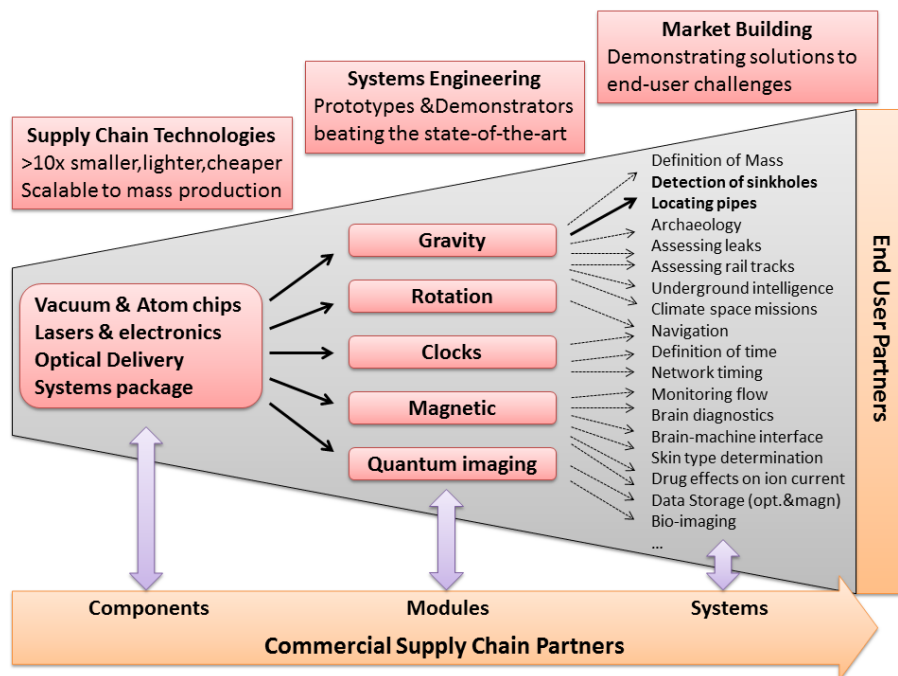 Market Building
Demonstrating solutions to
end-user challenges
Systems Engineering
Prototypes &Demonstrators
beating the state-of-the-art
Supply Chain Technologies
>10x smaller,lighter,cheaper
Scalable to mass production
Vacuum & Atom chips
Lasers & electronics
Optical Delivery
Systems package
Gravity
Rotation
Clocks
Magnetic
Quantum imaging
Definition of Mass
Detection of sinkholes
Locating pipes
Archaeology
Assessing leaks
Assessing rail tracks
Underground intelligence
Climate space missions
Navigation
Definition of time
Network timing
Monitoring flow
Brain diagnostics
Brain-machine interface
Skin type determination
Drug effects on ion current
Data Storage (opt.&magn)
Bio-imaging
...
End User Partners
Components
Modules
Systems
Commercial Supply Chain Partners